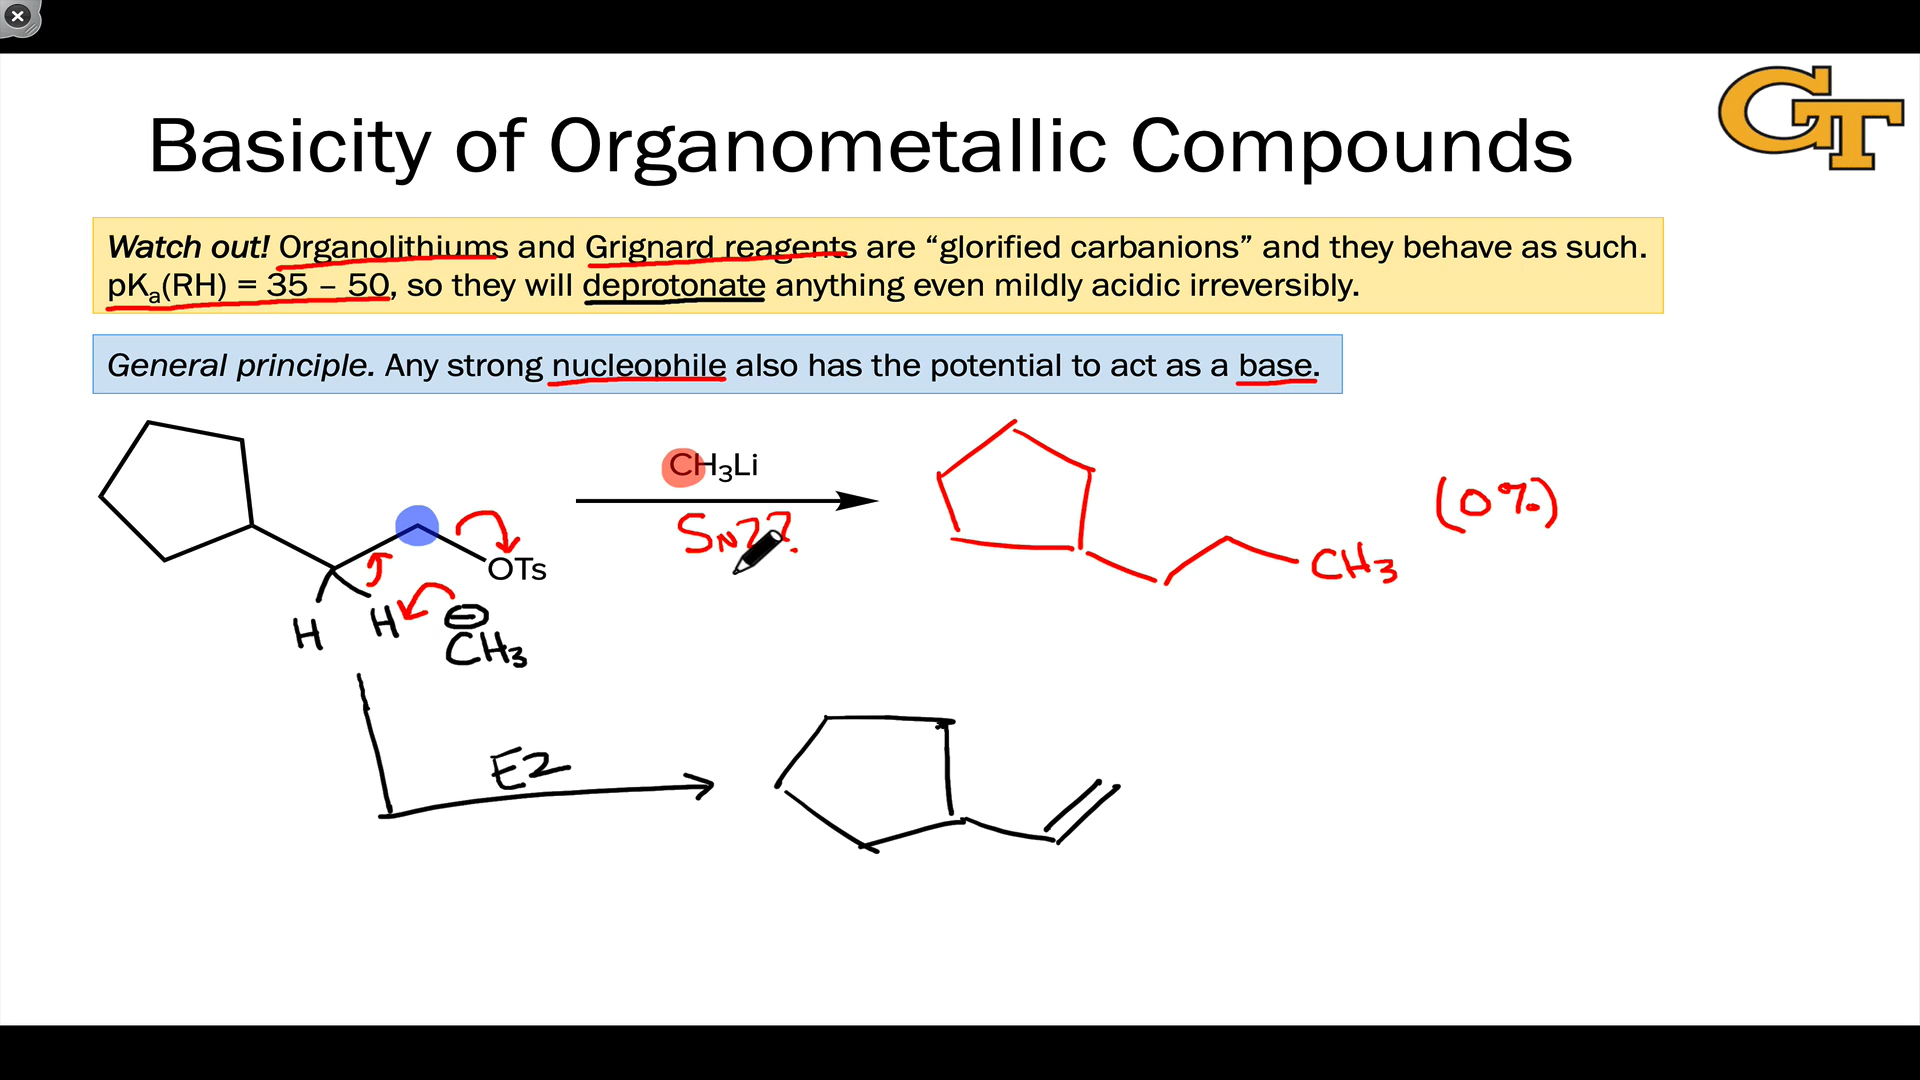 GT
Basicity of Organometallic Compounds
Watch out! Organolithiums and Grignard reagents are “glorified carbanions” and they behave as such.
pKa(RH) = 35 – 50, so they will deprotonate anything even mildly acidic irreversibly.
General principle. Any strong nucleophile also has the potential to act as a base.
CH₃Li
SN2?
(0%)
OTs
CH₃
H
H
⊖
CH₃
E2